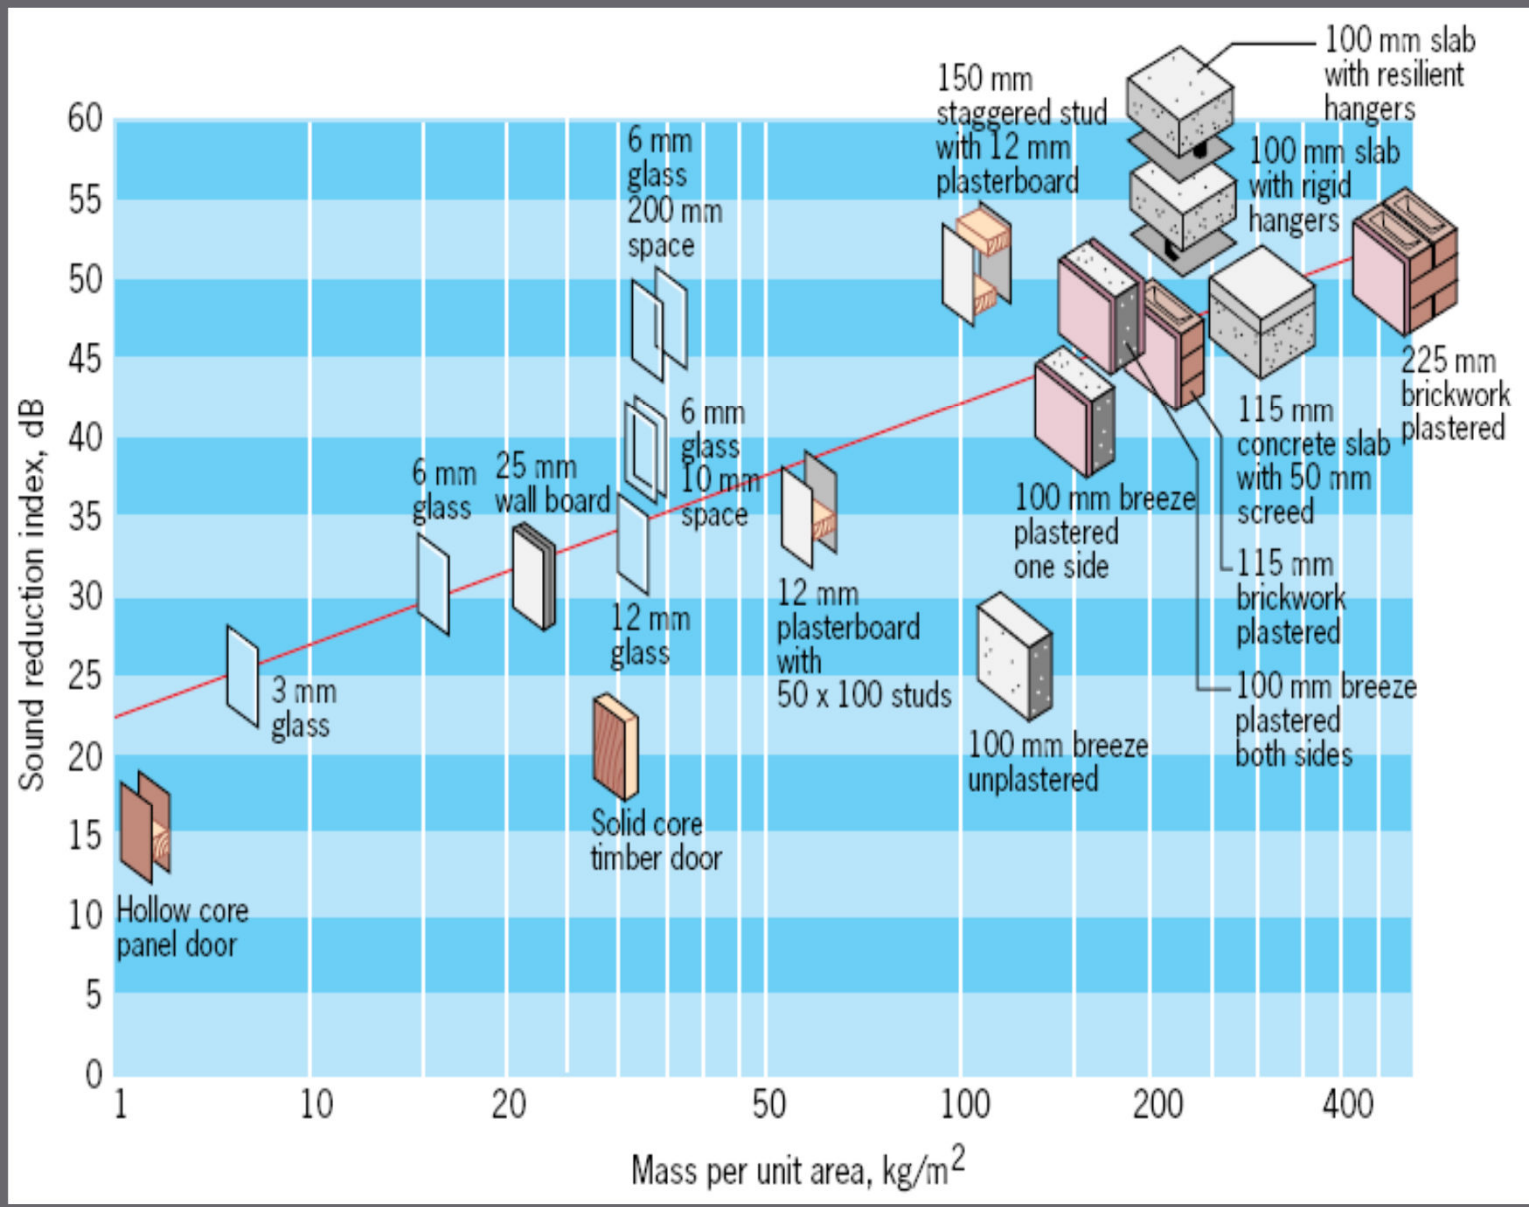 100 mm slab
with resilient
hangers
150 mm
staggered stud
with 12 mm
plasterboard
100 mm slab
with rigid
hangers
6 mm
glass
200 mm
space
6 mm
glass
10 mm
space
6 mm
glass
25 mm
wall board
12 mm
glass
3 mm
glass
Solid core
timber door
Hollow core
panel door
12 mm
plasterboard
with
50 x 100 studs
100 mm breeze
plastered
one side
100 mm breeze
unplastered
225 mm
brickwork
plastered
115 mm
concrete slab
with 50 mm
screed
115 mm
brickwork
plastered
100 mm breeze
plastered
both sides
Sound reduction index, dB
60
55
50
45
40
35
30
25
20
15
10
5
0
1 10 20 50 100 200 400
Mass per unit area, kg/m²